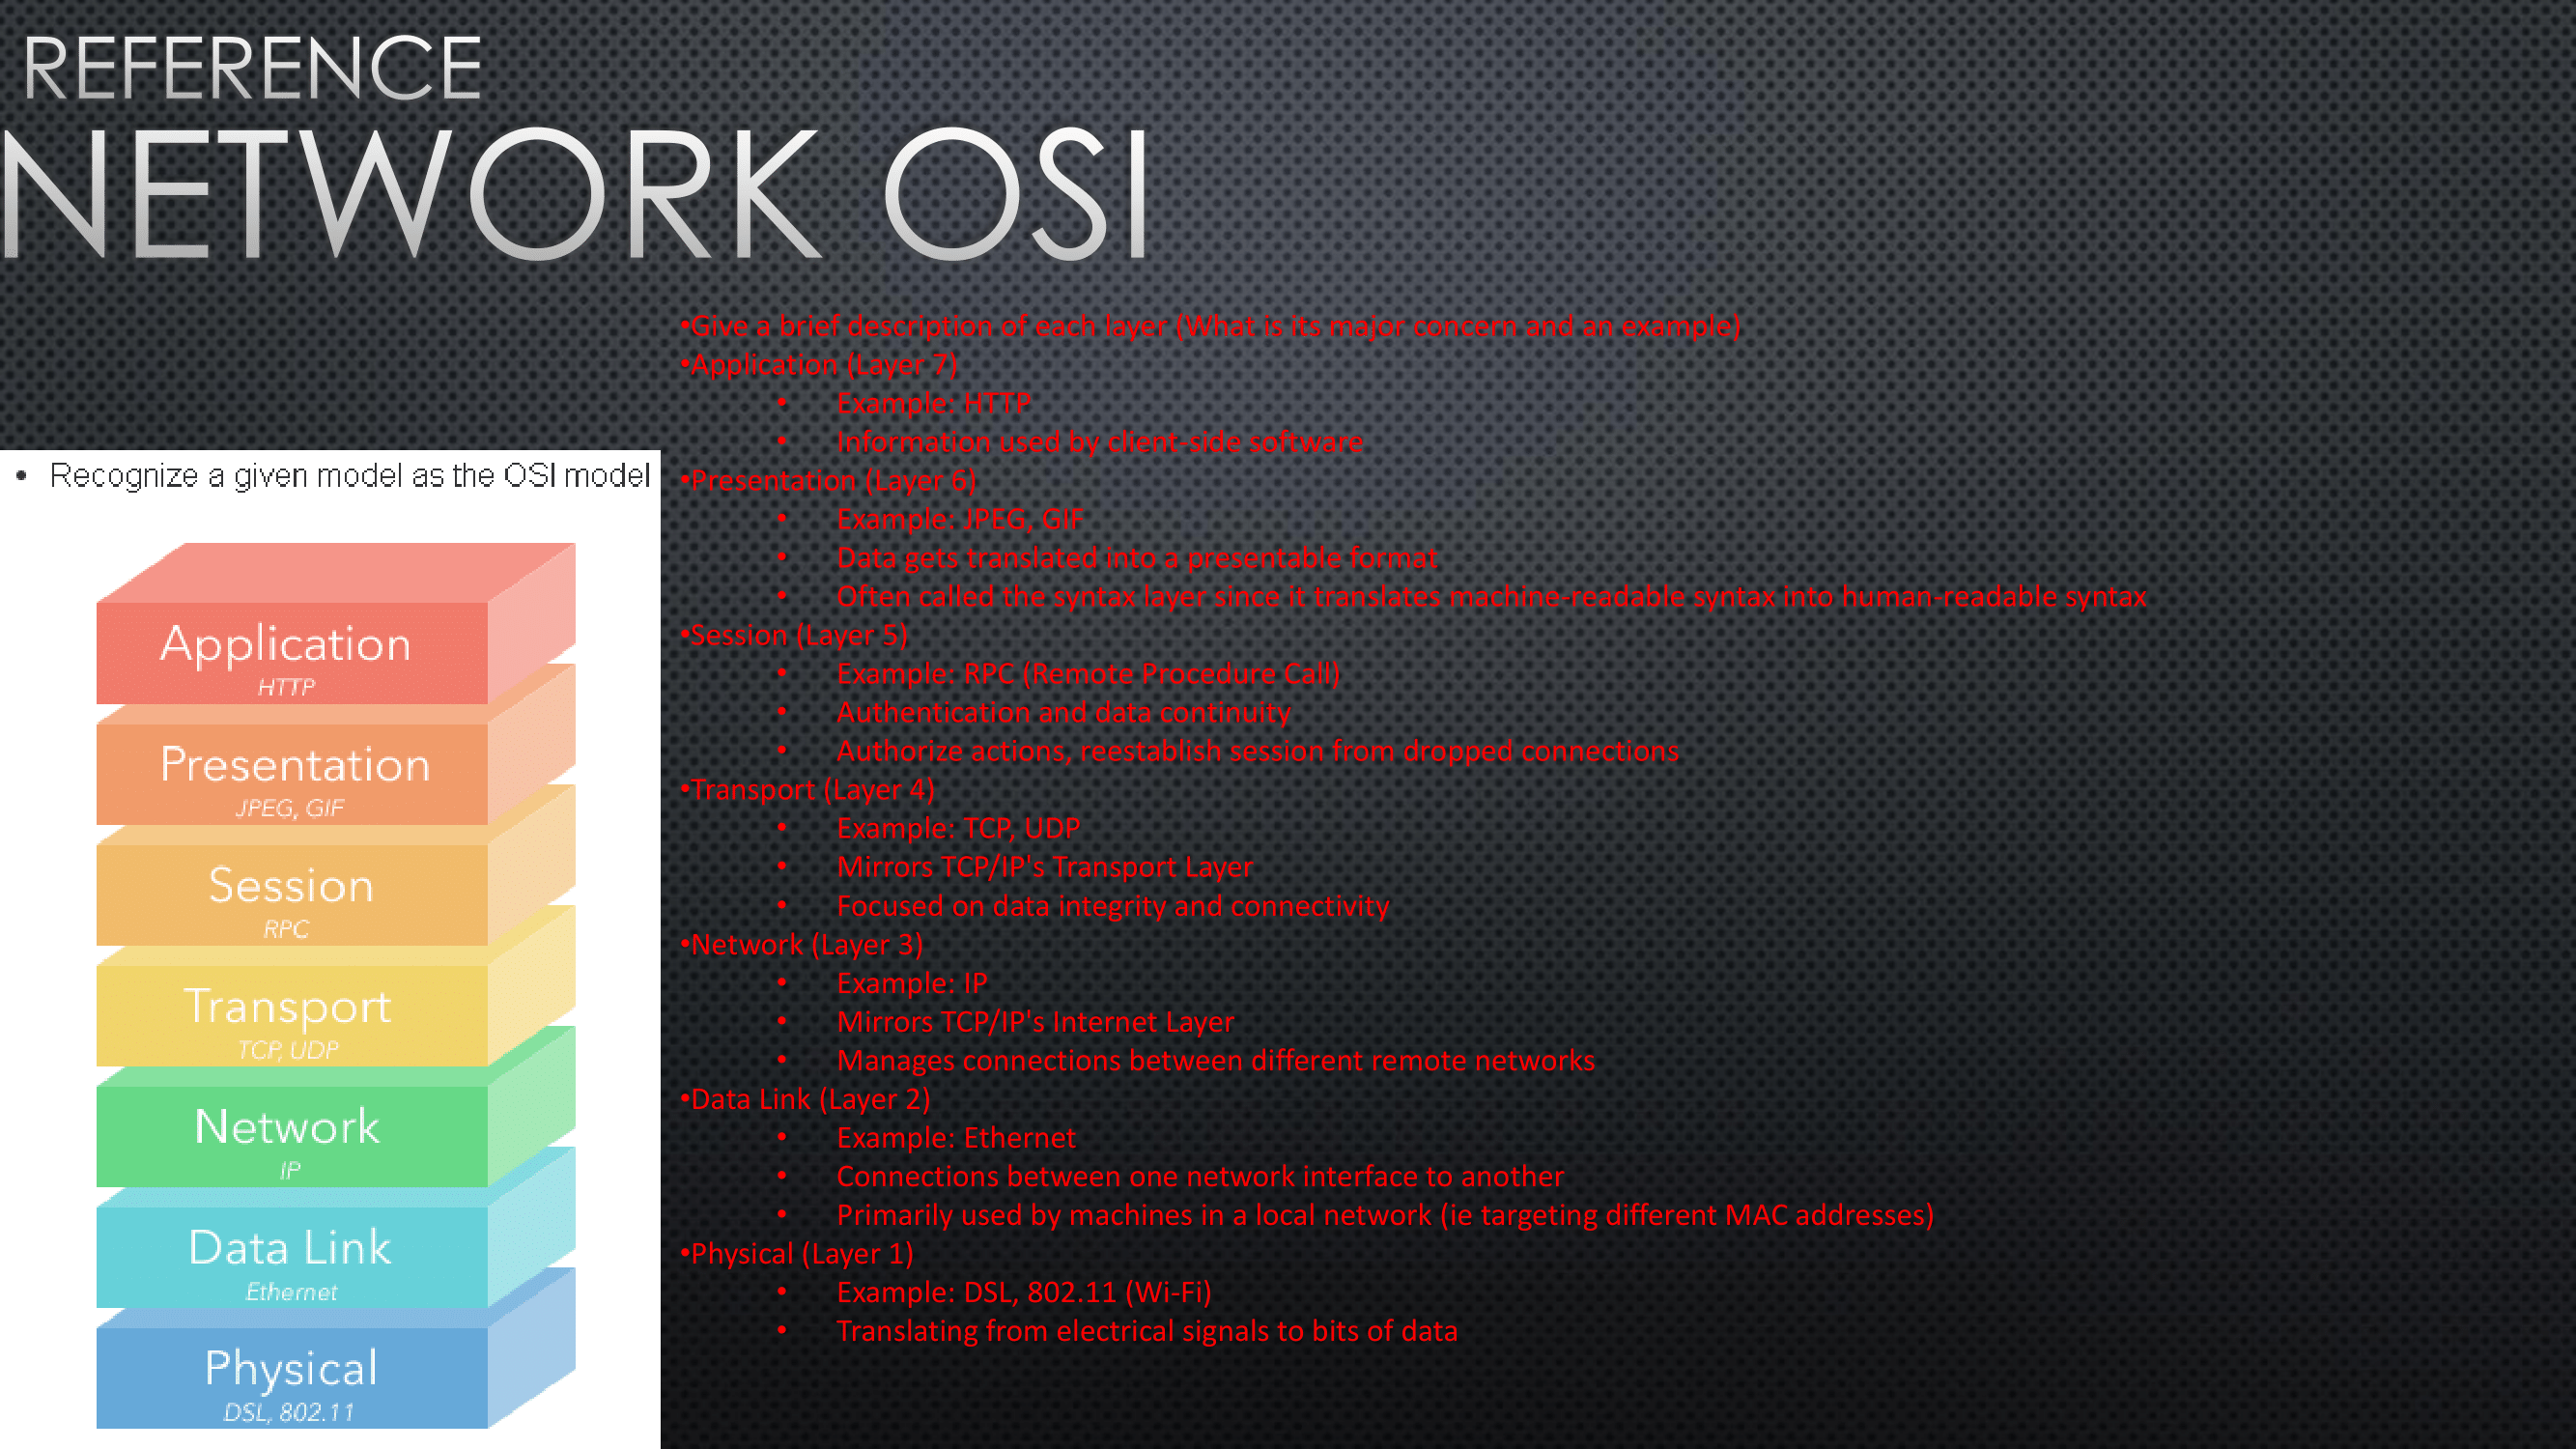 REFERENCE
NETWORK OSI
• Recognize a given model as the OSI model
Application
HTTP
Presentation
JPEG, GIF
Session
RPC
Transport
TCP, UDP
Network
IP
Data Link
Ethernet
Physical
DSL, 802.11
•Give a brief description of each layer (What is its major concern and an example)
•Application (Layer 7)
• Example: HTTP
• Information used by client-side software
•Presentation (Layer 6)
• Example: JPEG, GIF
• Data gets translated into a presentable format
• Often called the syntax layer since it translates machine-readable syntax into human-readable syntax
•Session (Layer 5)
• Example: RPC (Remote Procedure Call)
• Authentication and data continuity
• Authorize actions, reestablish session from dropped connections
•Transport (Layer 4)
• Example: TCP, UDP
• Mirrors TCP/IP's Transport Layer
• Focused on data integrity and connectivity
•Network (Layer 3)
• Example: IP
• Mirrors TCP/IP's Internet Layer
• Manages connections between different remote networks
•Data Link (Layer 2)
• Example: Ethernet
• Connections between one network interface to another
• Primarily used by machines in a local network (ie targeting different MAC addresses)
•Physical (Layer 1)
• Example: DSL, 802.11 (Wi-Fi)
• Translating from electrical signals to bits of data